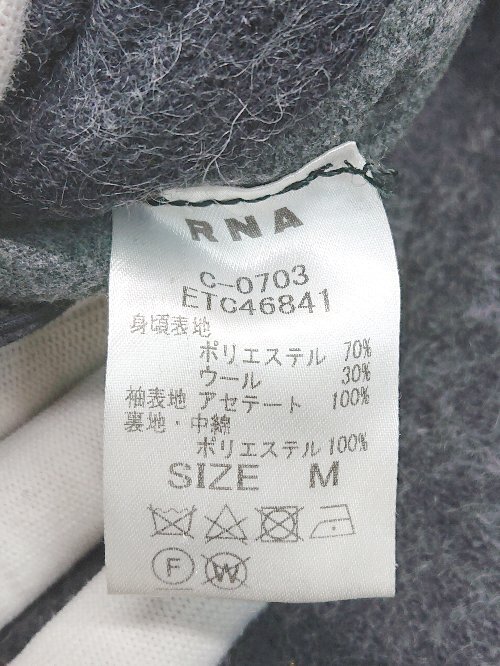 RNA
C-0703
ETC46841
身頃表地
ポリエステル 70%
ウール 30%
袖表地 アセテート 100%
裏地・中綿
ポリエステル 100%
SIZE M
F W